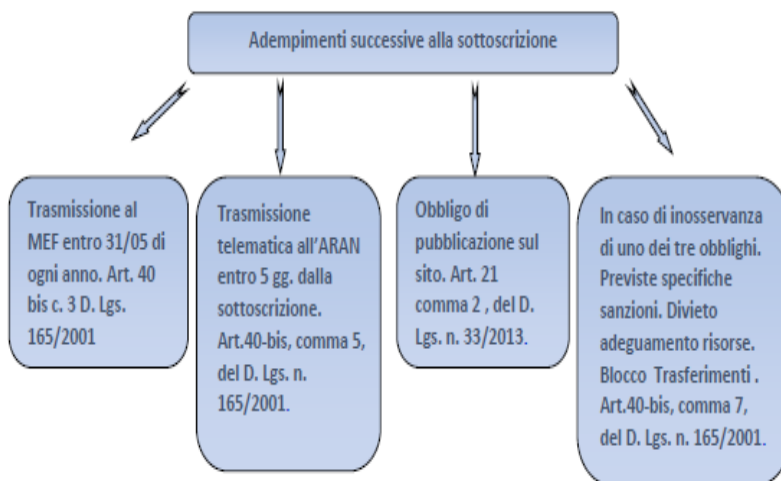 Adempimenti successive alla sottoscrizione
Trasmissione al
MEF entro 31/05 di
ogni anno. Art. 40
bis c. 3 D. Lgs.
165/2001
Trasmissione
telematica all'ARAN
entro 5 gg. dalla
sottoscrizione.
Art.40-bis, comma 5,
del D. Lgs. n.
165/2001.
Obbligo di
pubblicazione sul
sito. Art. 21
comma 2 , del D.
Lgs. n. 33/2013.
In caso di inosservanza
di uno dei tre obblighi.
Previste specifiche
sanzioni. Divieto
adeguamento risorse.
Blocco Trasferimenti .
Art.40-bis, comma 7,
del D. Lgs. n. 165/2001.